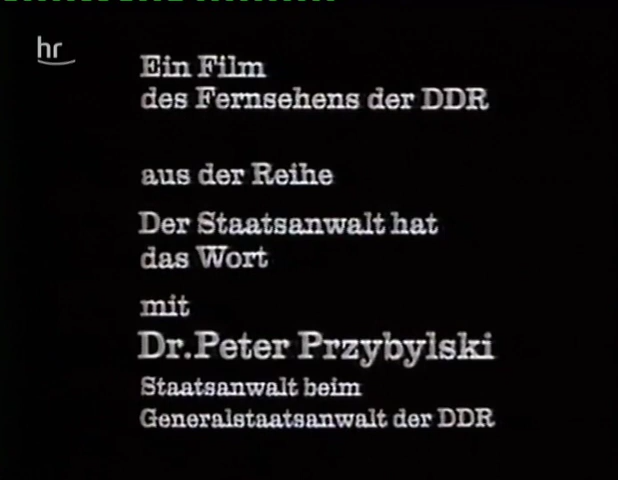 hr
Ein Film
des Fernsehens der DDR
aus der Reihe
Der Staatsanwalt hat
das Wort
mit
Dr.Peter Przybylski
Staatsanwalt beim
Generalstaatsanwalt der DDR